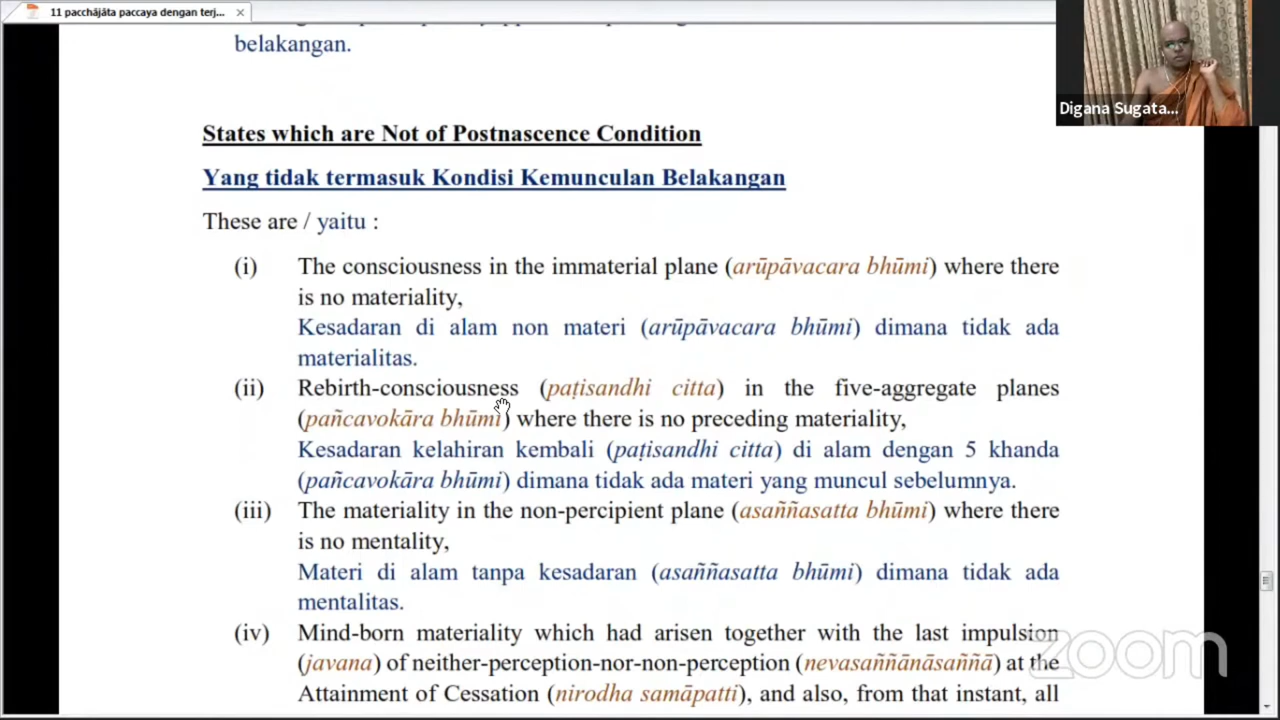 11 pacchājāta paccaya dengan terj...
belakangan.
Digana Sugata...
States which are Not of Postnascence Condition
Yang tidak termasuk Kondisi Kemunculan Belakangan
These are / yaitu :
(i) The consciousness in the immaterial plane (arūpāvacara bhūmi) where there
is no materiality,
Kesadaran di alam non materi (arūpāvacara bhūmi) dimana tidak ada
materialitas.
(ii) Rebirth-consciousness (paṭisandhi citta) in the five-aggregate planes
(pañcavokāra bhūmi) where there is no preceding materiality,
Kesadaran kelahiran kembali (paṭisandhi citta) di alam dengan 5 khanda
(pañcavokāra bhūmi) dimana tidak ada materi yang muncul sebelumnya.
(iii) The materiality in the non-percipient plane (asaññasatta bhūmi) where there
is no mentality,
Materi di alam tanpa kesadaran (asaññasatta bhūmi) dimana tidak ada
mentalitas.
(iv) Mind-born materiality which had arisen together with the last impulsion
(javana) of neither-perception-nor-non-perception (nevasaññānāsaññā) at the
Attainment of Cessation (nirodha samāpatti), and also, from that instant, all
zoom